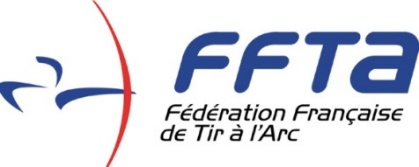 FFTa
Fédération Française
de Tir à l'Arc